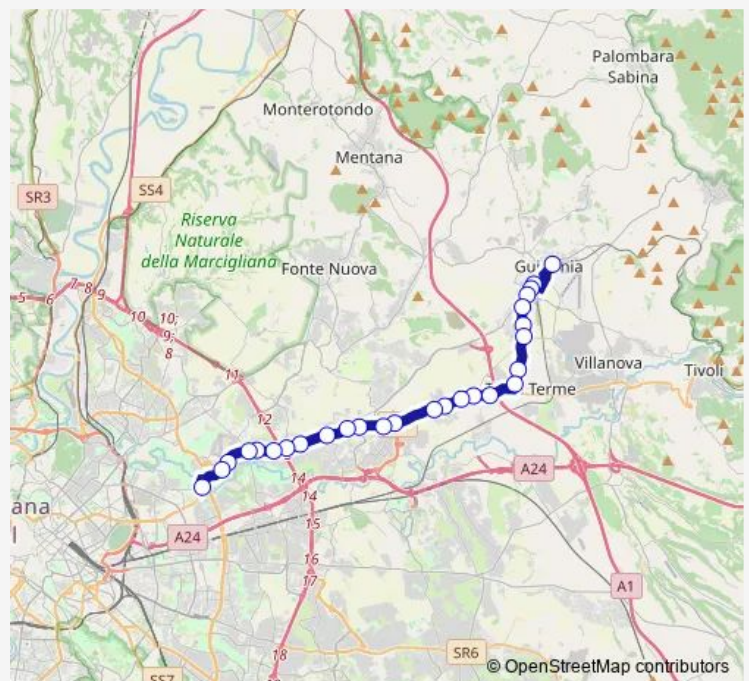 Palombara
Sabina
Monterotondo
Mentana
SR3
SS4
Riserva
Naturale
della Marcigliana
Fonte Nuova
5
6
7
8
9
10
10;
9;
8
11
12
Villanova
Tivoli
Terme
14
14
15
16
17
18
A24
A24
A1
ana
SR6
SS7
© OpenStreetMap contributors